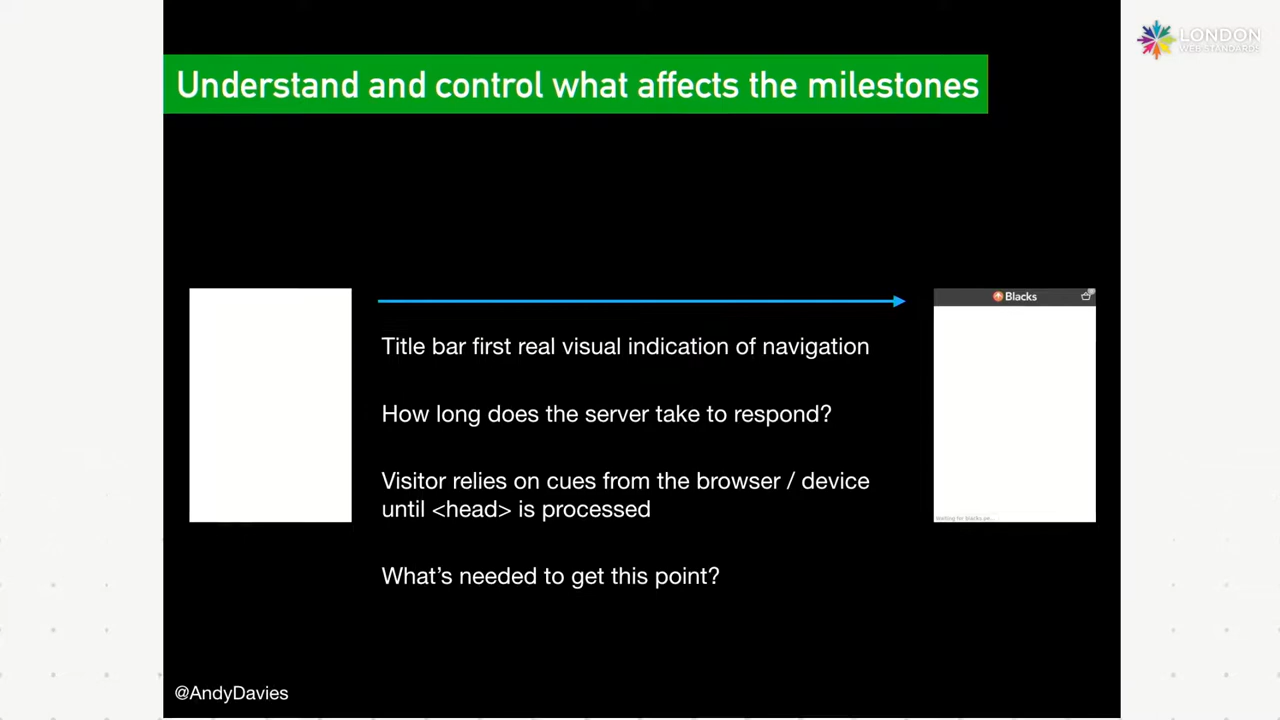 LONDON
WEB STANDARDS
Understand and control what affects the milestones
Blacks
Title bar first real visual indication of navigation
How long does the server take to respond?
Visitor relies on cues from the browser / device
until <head> is processed
What's needed to get this point?
@AndyDavies